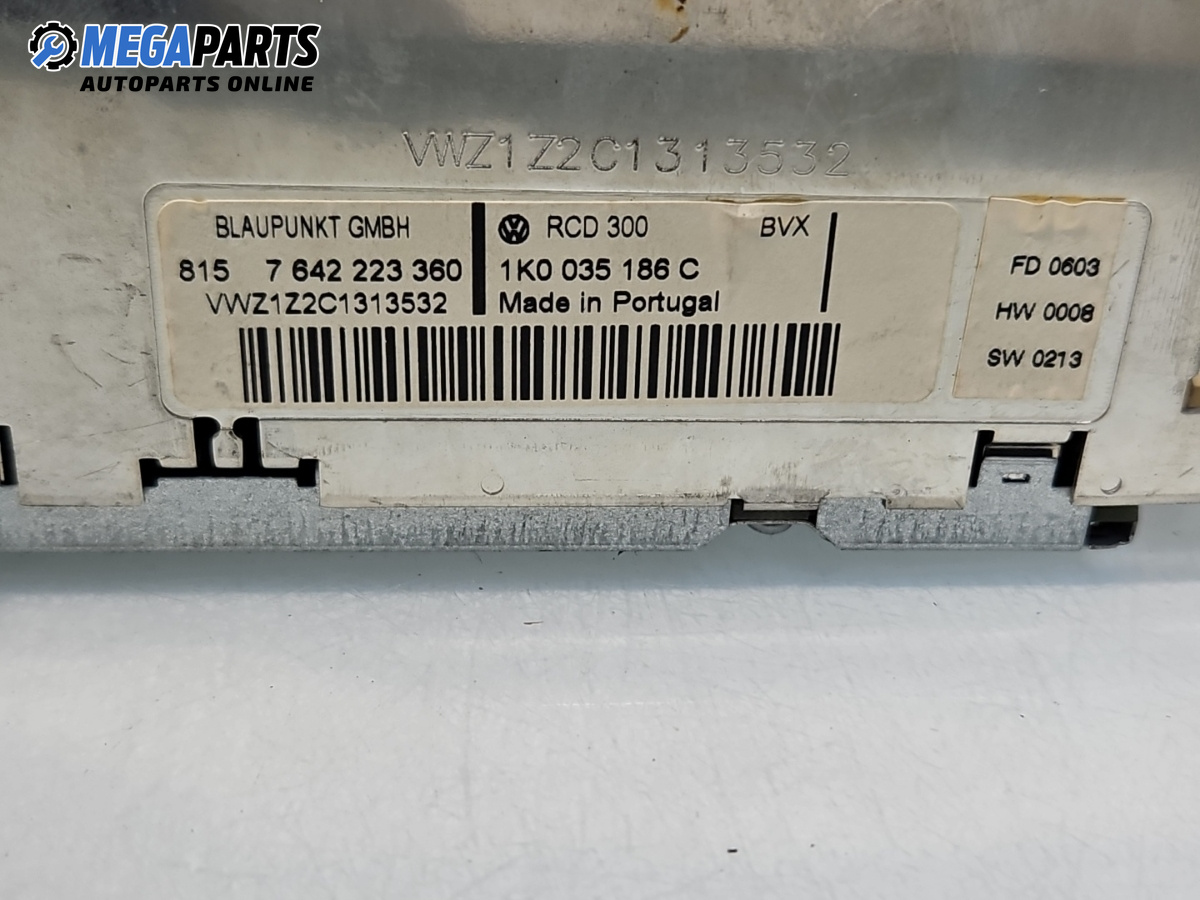 MEGAPARTS
AUTOPARTS ONLINE
VWZ1Z2C1313532
BLAUPUNKT GMBH
815 7 642 223 360
VWZ1Z2C1313532
RCD 300 BVX
1K0 035 186 C
Made in Portugal
FD 0603
HW 0008
SW 0213